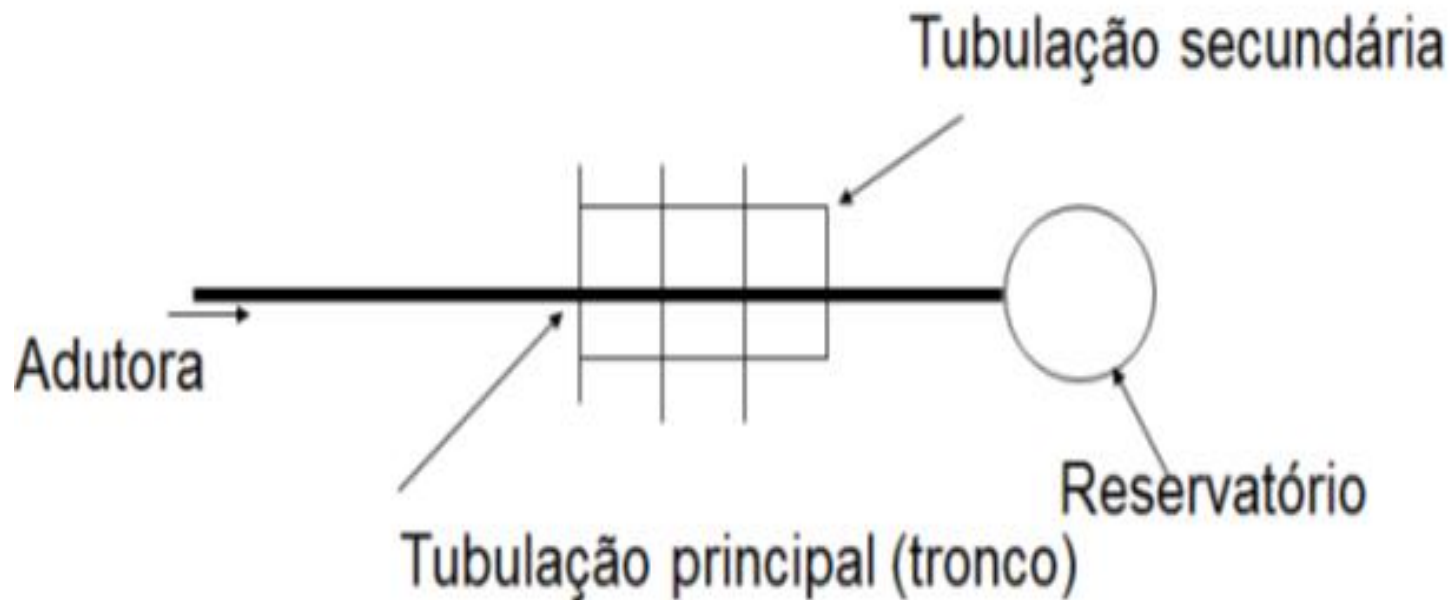 Tubulação secundária
Adutora
Reservatório
Tubulação principal (tronco)